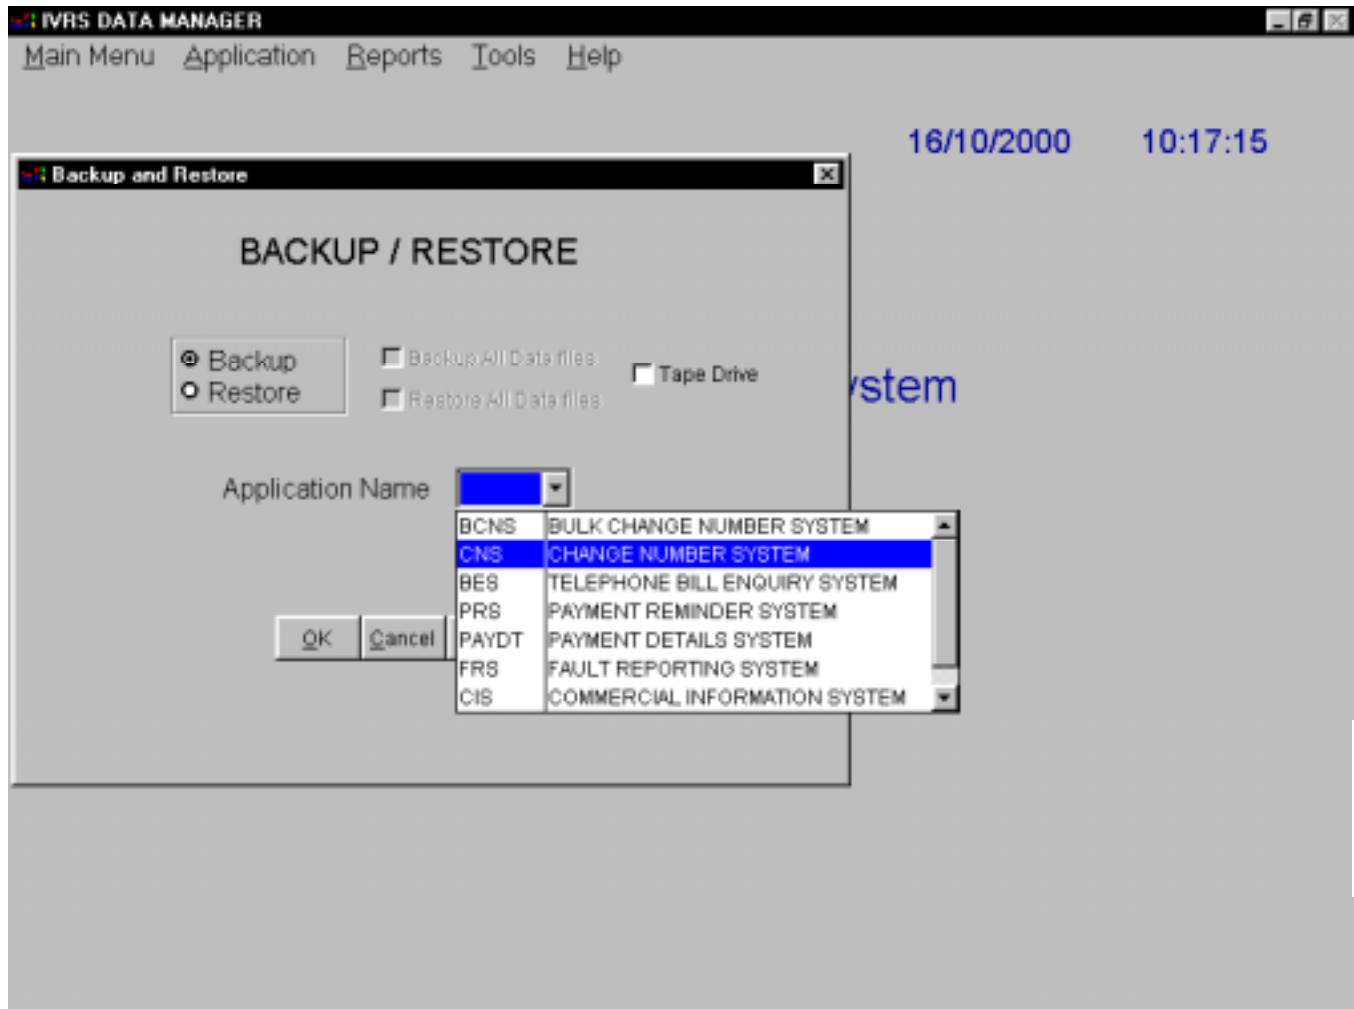 IVRS DATA MANAGER
Main Menu Application Reports Tools Help
16/10/2000 10:17:15
Backup and Restore
BACKUP / RESTORE
Backup
Backup All Data files
Tape Drive
Restore
Restore All Data files
ystem
Application Name
BCNS BULK CHANGE NUMBER SYSTEM
CNS CHANGE NUMBER SYSTEM
BES TELEPHONE BILL ENQUIRY SYSTEM
PRS PAYMENT REMINDER SYSTEM
OK Cancel
PAYDT PAYMENT DETAILS SYSTEM
FRS FAULT REPORTING SYSTEM
CIS COMMERCIAL INFORMATION SYSTEM